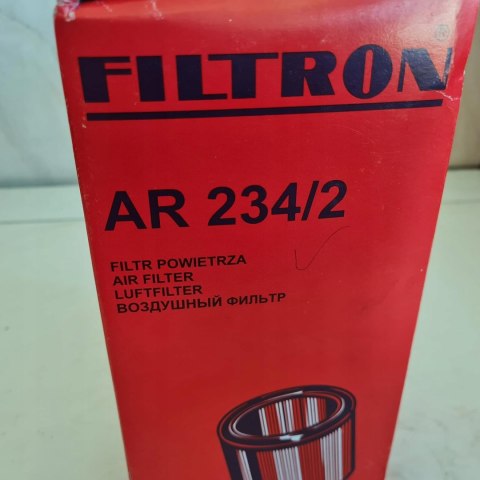 FILTRON®
AR 234/2
FILTR POWIETRZA
AIR FILTER
LUFTFILTER
ВОЗДУШНЫЙ ФИЛЬТР